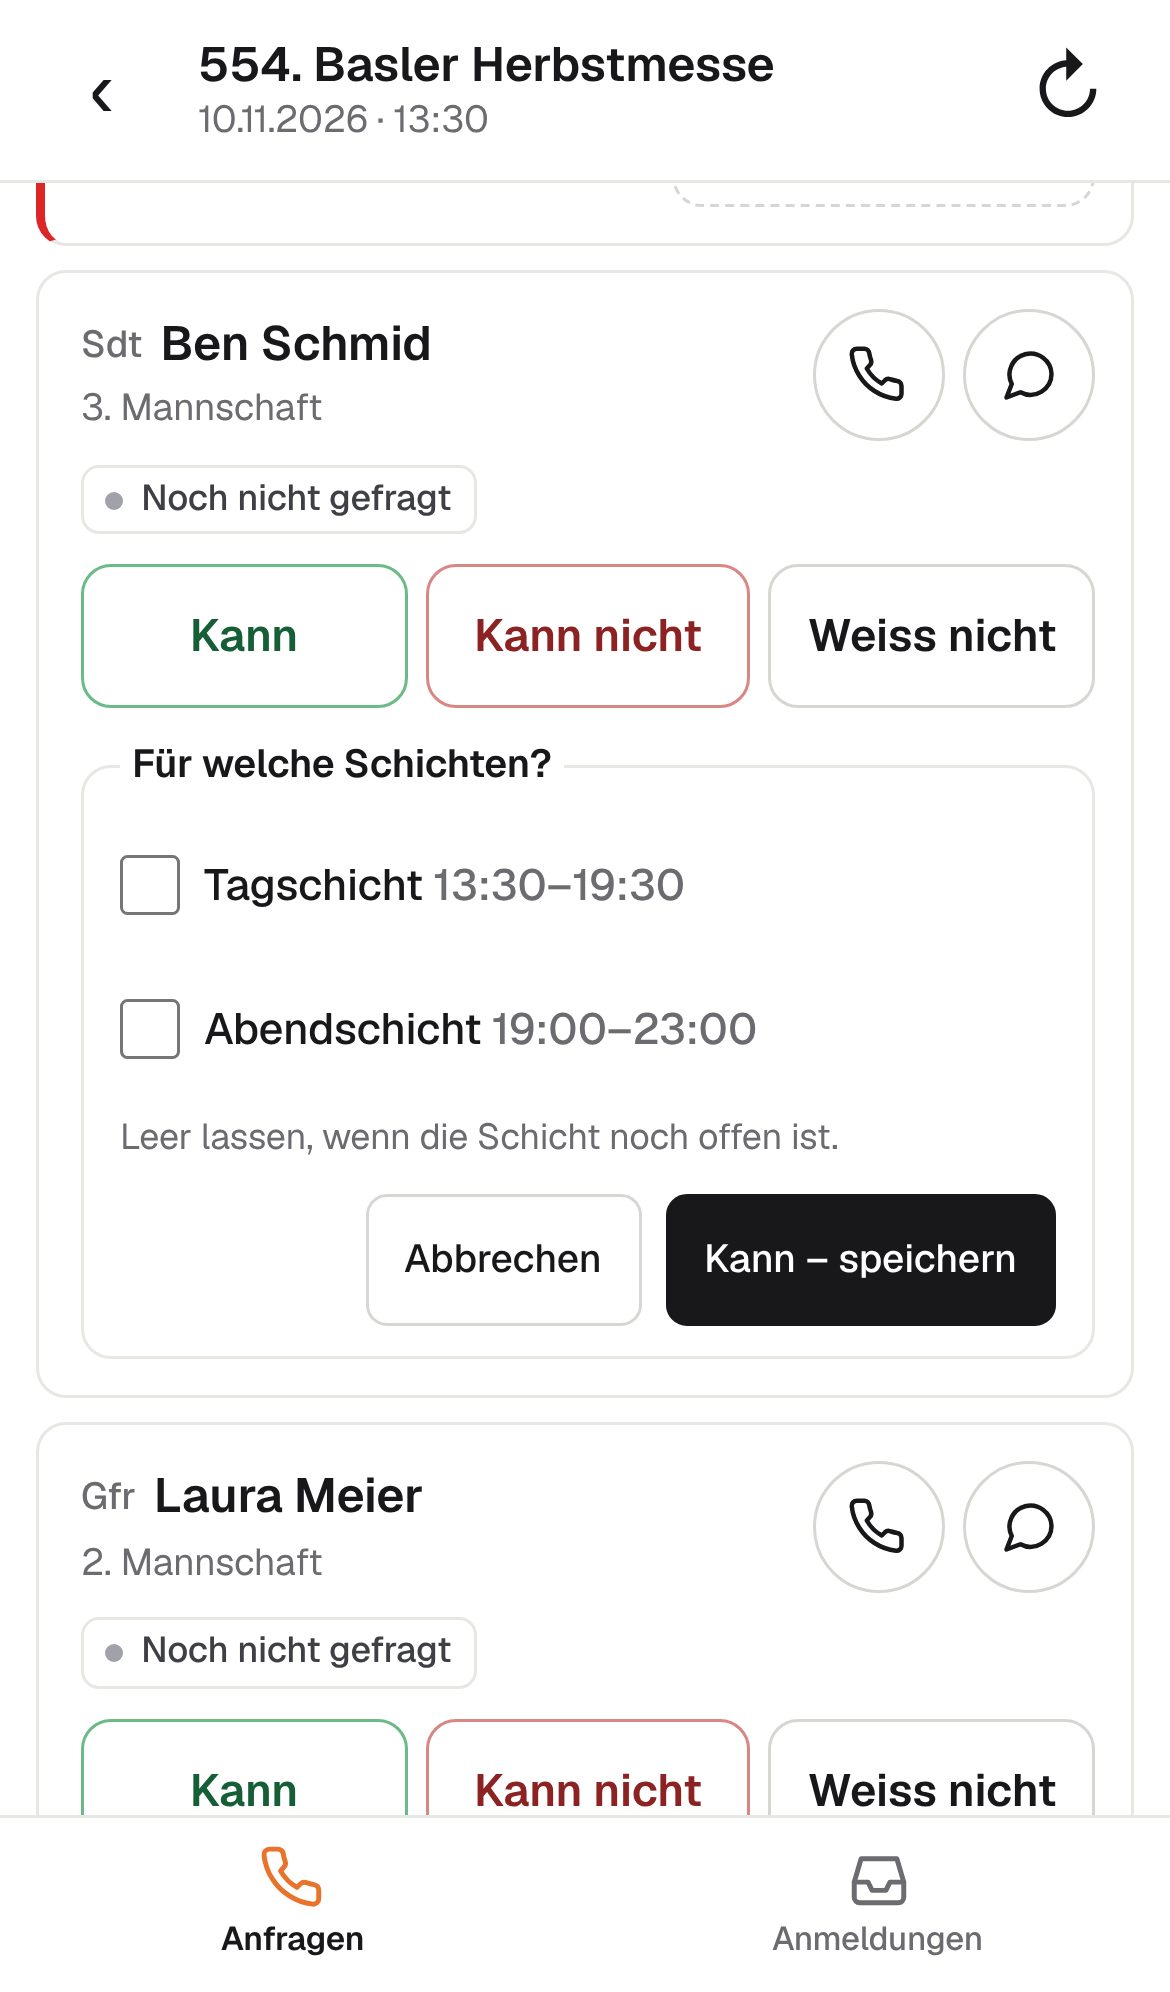 554. Basler Herbstmesse
10.11.2026 · 13:30
Sdt Ben Schmid
3. Mannschaft
Noch nicht gefragt
Kann Kann nicht Weiss nicht
Für welche Schichten?
Tagschicht 13:30–19:30
Abendschicht 19:00–23:00
Leer lassen, wenn die Schicht noch offen ist.
Abbrechen Kann – speichern
Gfr Laura Meier
2. Mannschaft
Noch nicht gefragt
Kann Kann nicht Weiss nicht
Anfragen Anmeldungen